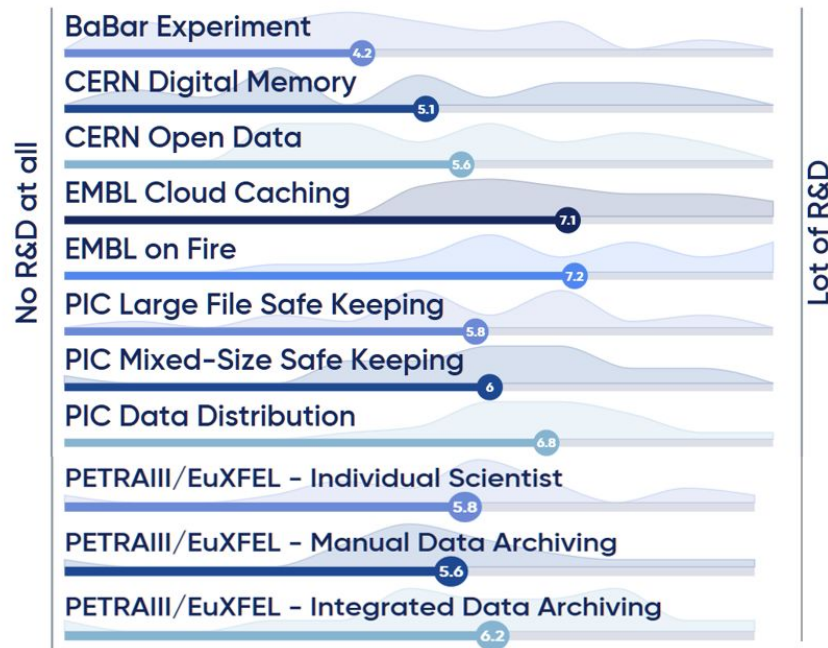 No R&D at all
BaBar Experiment
4.2
CERN Digital Memory
5.1
CERN Open Data
5.6
EMBL Cloud Caching
7.1
EMBL on Fire
7.2
PIC Large File Safe Keeping
5.8
PIC Mixed-Size Safe Keeping
6
PIC Data Distribution
6.8
PETRAIII/EuXFEL - Individual Scientist
5.8
PETRAIII/EuXFEL - Manual Data Archiving
5.6
PETRAIII/EuXFEL - Integrated Data Archiving
6.2
Lot of R&D